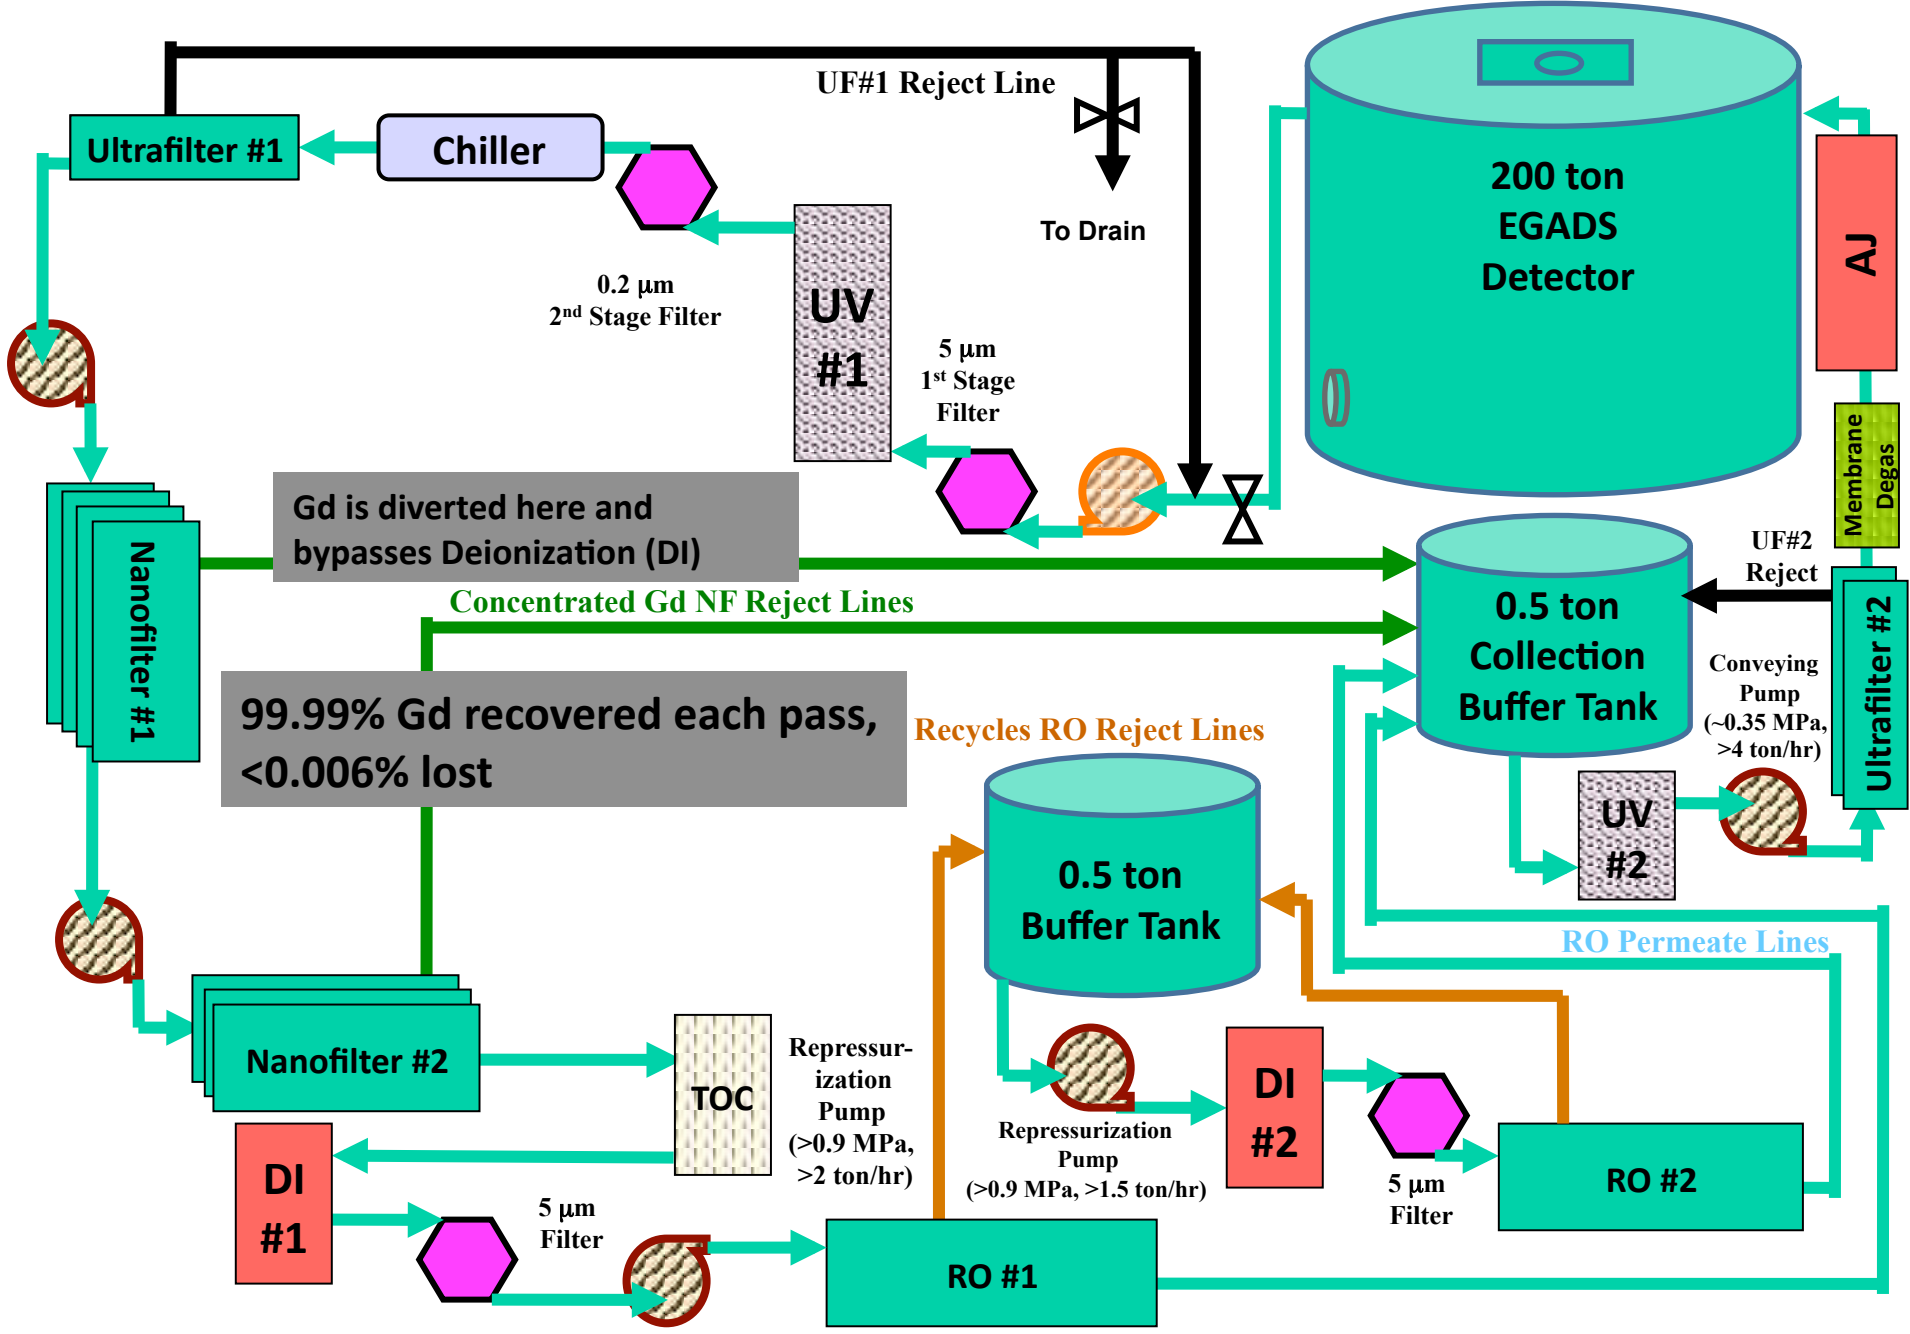 UF#1 Reject Line
Ultrafilter #1
Chiller
To Drain
200 ton
EGADS
Detector
AJ
0.2 μm
2nd Stage Filter
UV
#1
5 μm
1st Stage
Filter
Membrane
Degas
Gd is diverted here and
bypasses Deionization (DI)
Nanofilter #1
Concentrated Gd NF Reject Lines
UF#2
Reject
0.5 ton
Collection
Buffer Tank
Ultrafilter #2
Conveying
Pump
(~0.35 MPa,
>4 ton/hr)
99.99% Gd recovered each pass,
<0.006% lost
Recycles RO Reject Lines
UV
#2
0.5 ton
Buffer Tank
RO Permeate Lines
Nanofilter #2
TOC
Repressur-
ization
Pump
(>0.9 MPa,
>2 ton/hr)
Repressurization
Pump
(>0.9 MPa, >1.5 ton/hr)
DI
#2
5 μm
Filter
RO #2
DI
#1
5 μm
Filter
RO #1